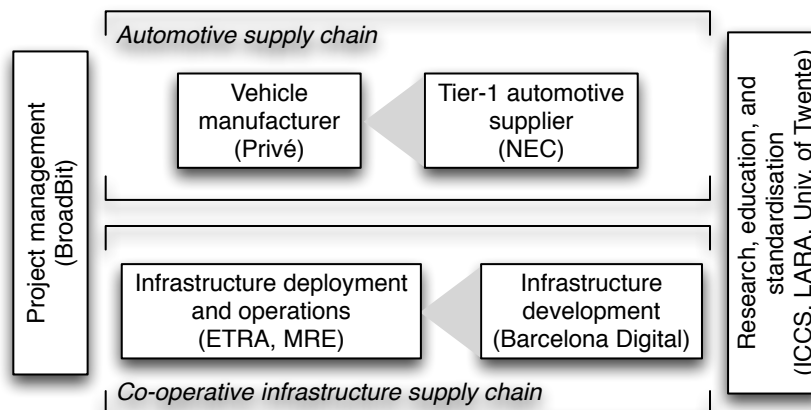 Automotive supply chain
Project management
(BroadBit)
Vehicle
manufacturer
(Privé)
Tier-1 automotive
supplier
(NEC)
Infrastructure deployment
and operations
(ETRA, MRE)
Infrastructure
development
(Barcelona Digital)
Co-operative infrastructure supply chain
Research, education, and
standardisation
(ICCS, LARA, Univ. of Twente)